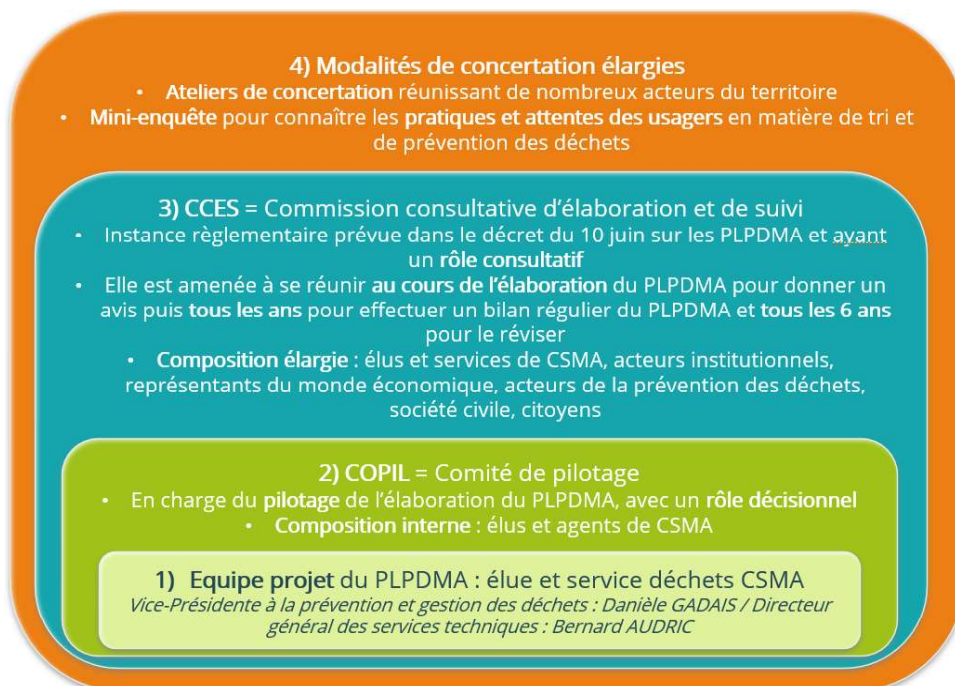 4) Modalités de concertation élargies
• Ateliers de concertation réunissant de nombreux acteurs du territoire
• Mini-enquête pour connaître les pratiques et attentes des usagers en matière de tri et
de prévention des déchets
3) CCES = Commission consultative d'élaboration et de suivi
• Instance règlementaire prévue dans le décret du 10 juin sur les PLPDMA et ayant
un rôle consultatif
• Elle est amenée à se réunir au cours de l'élaboration du PLPDMA pour donner un
avis puis tous les ans pour effectuer un bilan régulier du PLPDMA et tous les 6 ans
pour le réviser
• Composition élargie : élus et services de CSMA, acteurs institutionnels,
représentants du monde économique, acteurs de la prévention des déchets,
société civile, citoyens
2) COPIL = Comité de pilotage
• En charge du pilotage de l'élaboration du PLPDMA, avec un rôle décisionnel
• Composition interne : élus et agents de CSMA
1) Equipe projet du PLPDMA : élue et service déchets CSMA
Vice-Présidente à la prévention et gestion des déchets : Danièle GADAIS / Directeur
général des services techniques : Bernard AUDRIC